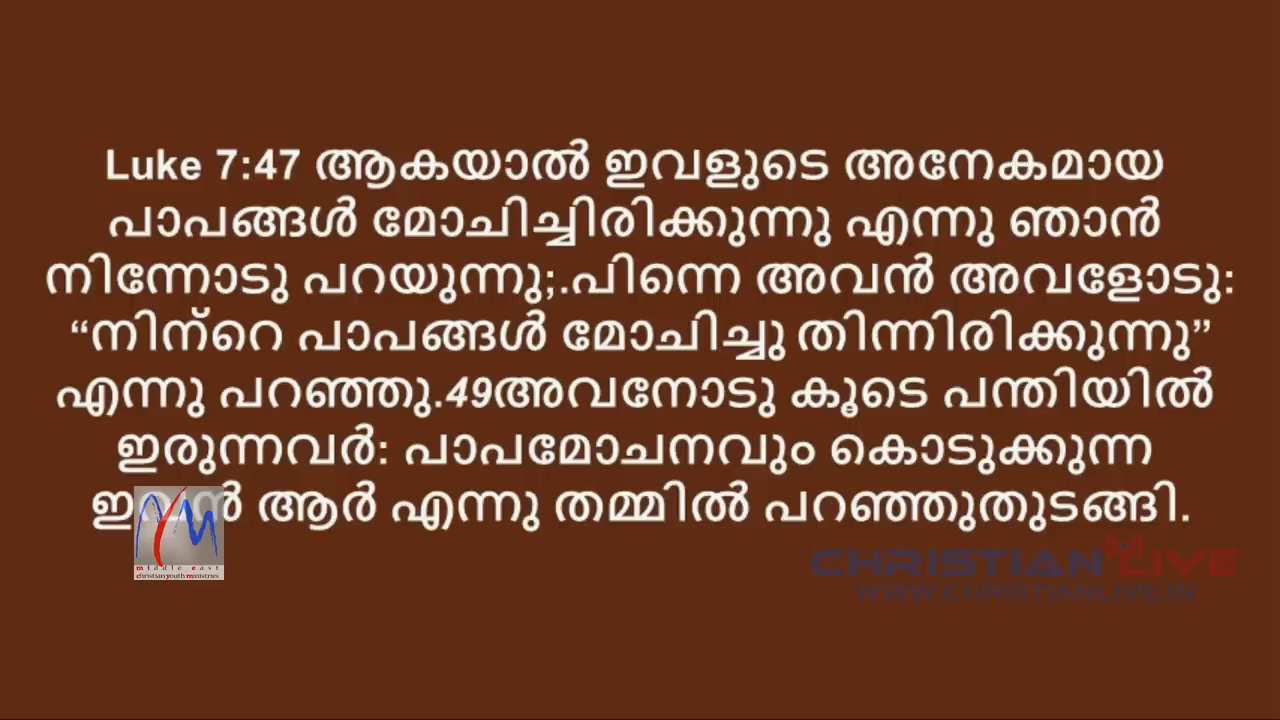 Luke 7:47 ആകയാൽ ഇവളുടെ അനേകമായ
പാപങ്ങൾ മോചിച്ചിരിക്കുന്നു എന്നു ഞാൻ
നിന്നോടു പറയുന്നു;.പിന്നെ അവൻ അവളോടു:
“നിന്റെ പാപങ്ങൾ മോചിച്ചു തിന്നിരിക്കുന്നു”
എന്നു പറഞ്ഞു.49അവനോടു കൂടെ പന്തിയിൽ
ഇരുന്നവർ: പാപമോചനവും കൊടുക്കുന്ന
ഇവൻ ആർ എന്നു തമ്മിൽ പറഞ്ഞുതുടങ്ങി.
middle east
christian youth ministries
CHRISTIAN LIVE
WWW.CHRISTIANLIVE.IN